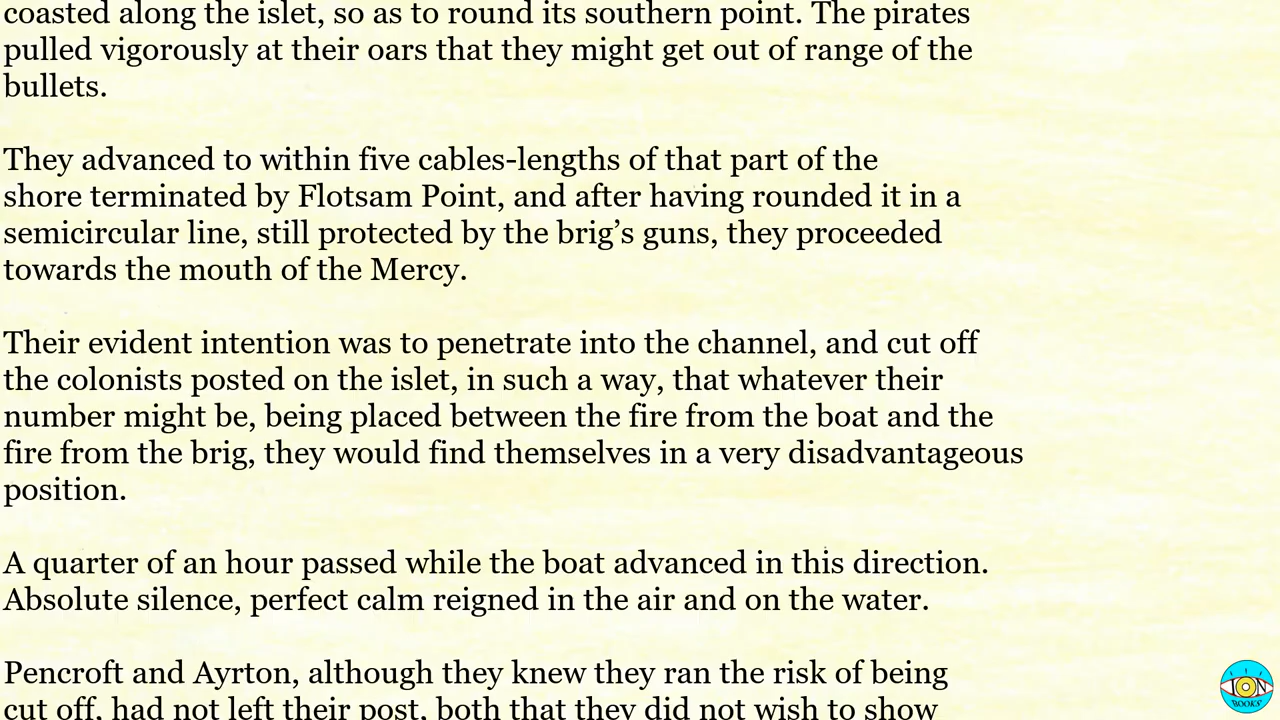 coasted along the islet, so as to round its southern point. The pirates
pulled vigorously at their oars that they might get out of range of the
bullets.
They advanced to within five cables-lengths of that part of the
shore terminated by Flotsam Point, and after having rounded it in a
semicircular line, still protected by the brig’s guns, they proceeded
towards the mouth of the Mercy.
Their evident intention was to penetrate into the channel, and cut off
the colonists posted on the islet, in such a way, that whatever their
number might be, being placed between the fire from the boat and the
fire from the brig, they would find themselves in a very disadvantageous
position.
A quarter of an hour passed while the boat advanced in this direction.
Absolute silence, perfect calm reigned in the air and on the water.
Pencroft and Ayrton, although they knew they ran the risk of being
cut off, had not left their post, both that they did not wish to show
ION
BOOKS